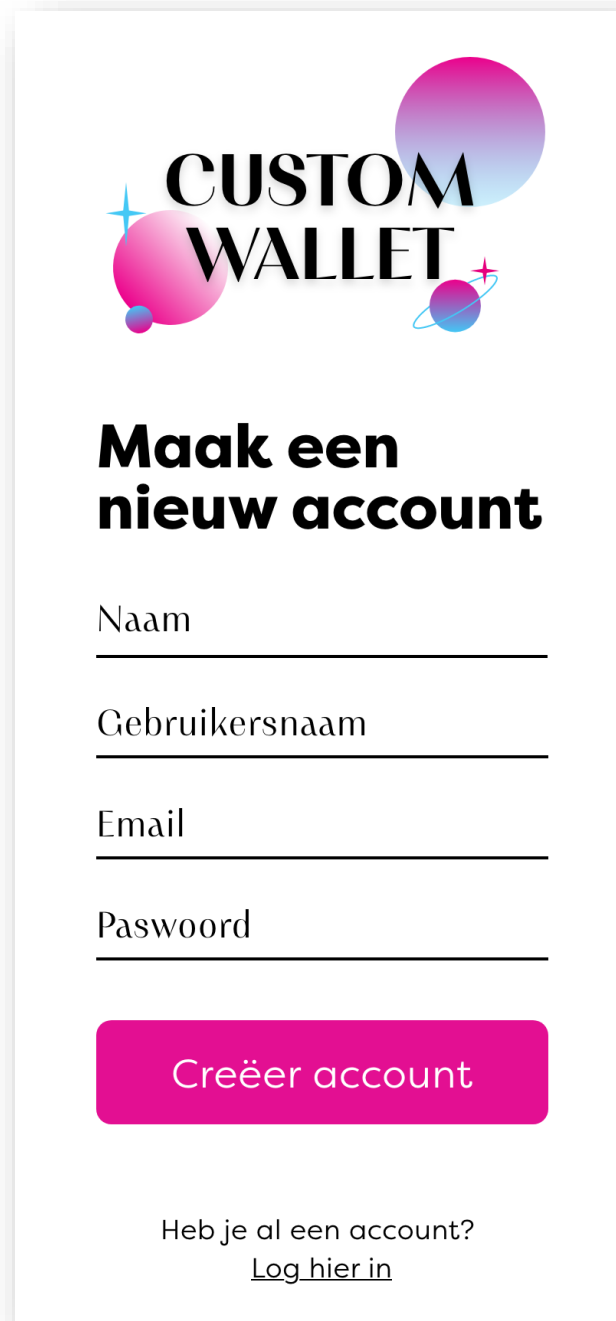 CUSTOM
WALLET
Maak een
nieuw account
Naam
Gebruikersnaam
Email
Paswoord
Creëer account
Heb je al een account?
Log hier in